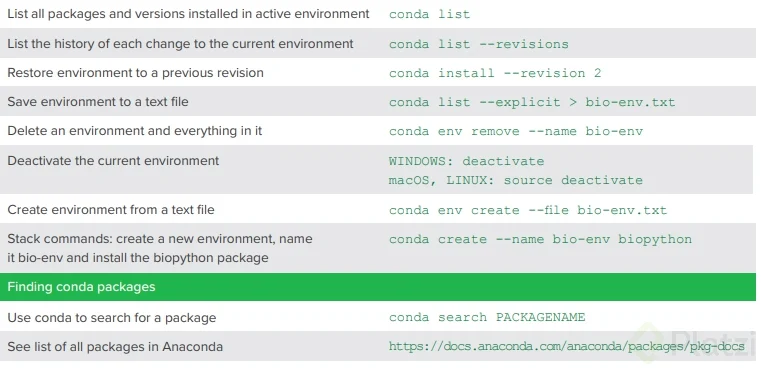 List all packages and versions installed in active environment conda list
List the history of each change to the current environment conda list --revisions
Restore environment to a previous revision conda install --revision 2
Save environment to a text file conda list --explicit > bio-env.txt
Delete an environment and everything in it conda env remove --name bio-env
Deactivate the current environment WINDOWS: deactivate
macOS, LINUX: source deactivate
Create environment from a text file conda env create --file bio-env.txt
Stack commands: create a new environment, name conda create --name bio-env biopython
it bio-env and install the biopython package
Finding conda packages
Use conda to search for a package conda search PACKAGENAME
See list of all packages in Anaconda https://docs.anaconda.com/anaconda/packages/pkg-docs
Platzi